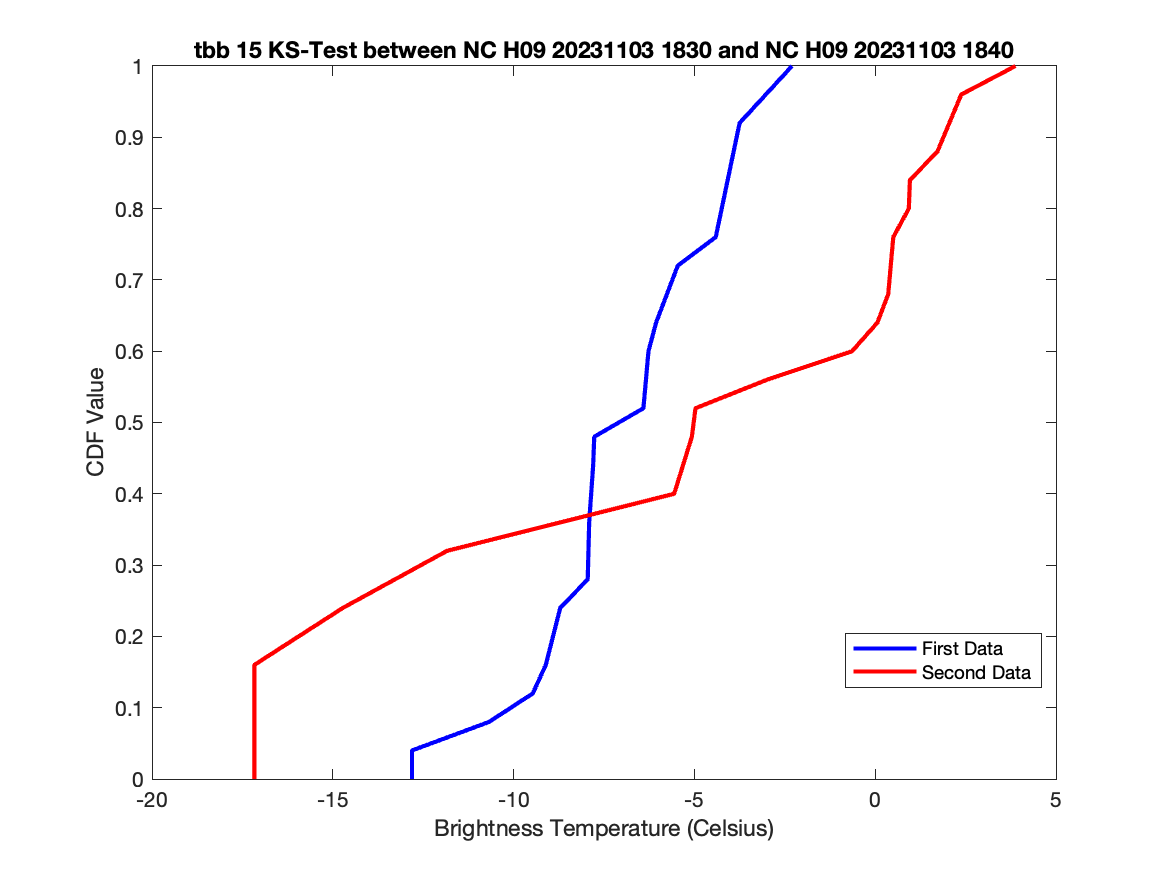 tbb 15 KS-Test between NC H09 20231103 1830 and NC H09 20231103 1840
1
0.9
0.8
0.7
0.6
0.5
0.4
0.3
0.2
0.1
0
CDF Value
First Data
Second Data
-20 -15 -10 -5 0 5
Brightness Temperature (Celsius)